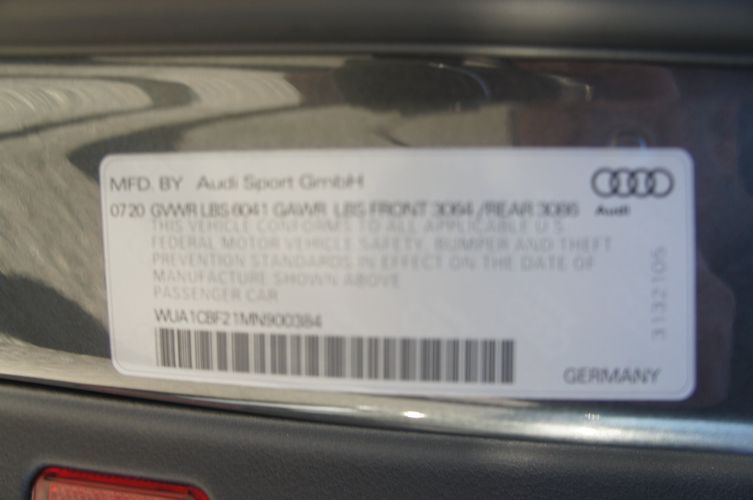 MFD. BY Audi Sport GmbH
0720 GVWR LBS 6041 GAWR LBS FRONT 3064 / REAR 3086
Audi
THIS VEHICLE CONFORMS TO ALL APPLICABLE U.S.
FEDERAL MOTOR VEHICLE SAFETY, BUMPER AND THEFT
PREVENTION STANDARDS IN EFFECT ON THE DATE OF
MANUFACTURE SHOWN ABOVE
PASSENGER CAR
WUA1CBF21MN900384
3132105
GERMANY